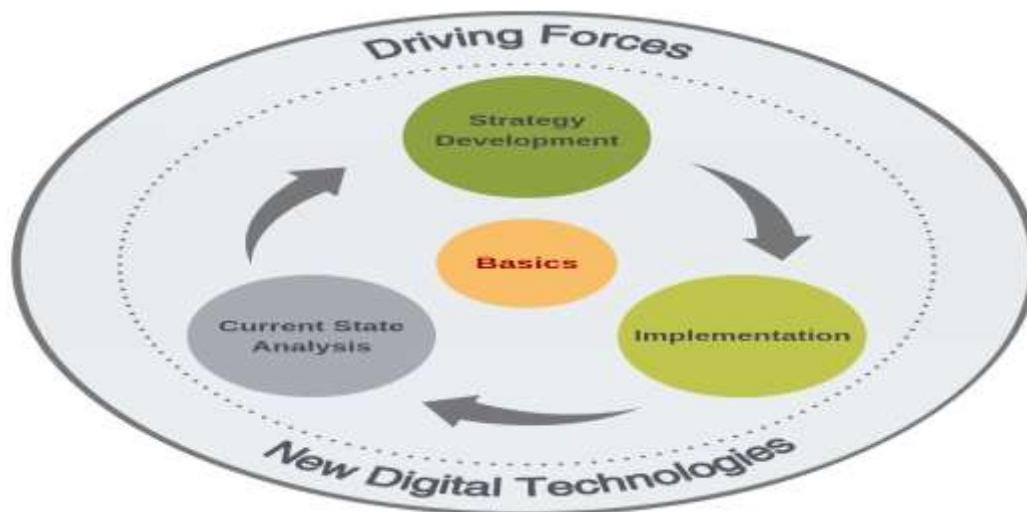 Driving Forces
Strategy
Development
Basics
Current State
Analysis
Implementation
New Digital Technologies